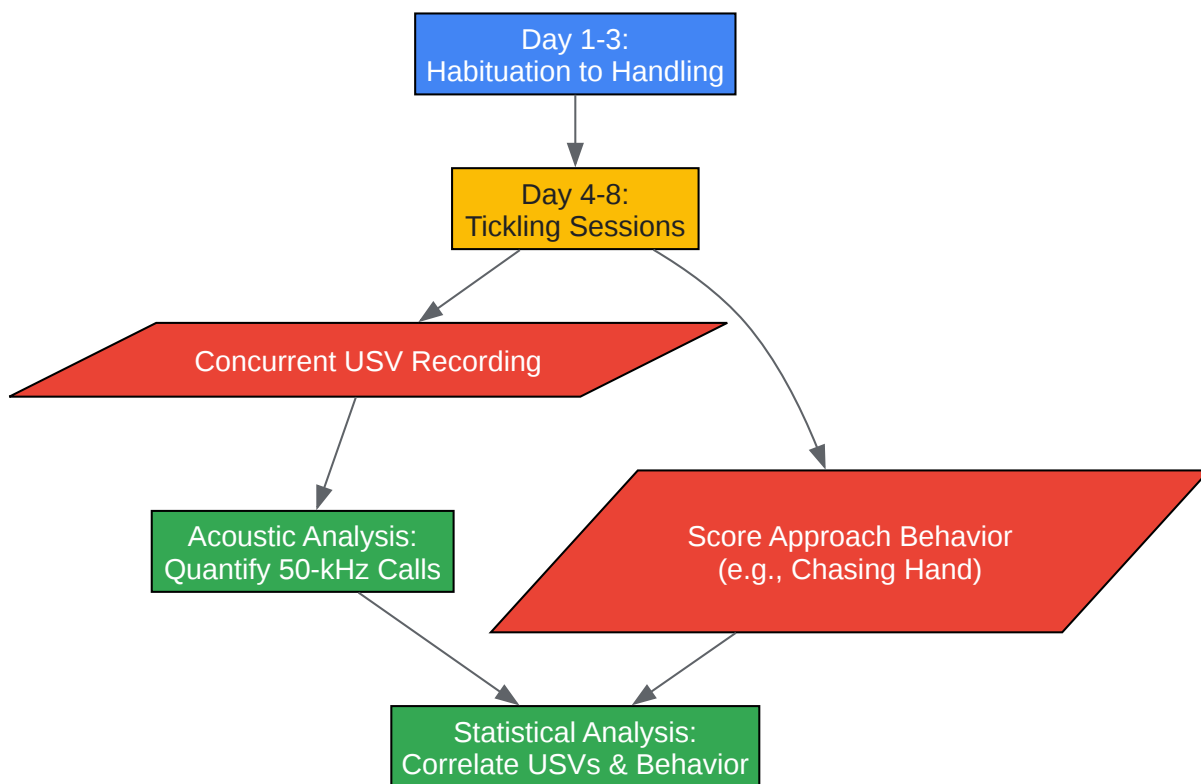 Day 1-3:
Habituation to Handling
Day 4-8:
Tickling Sessions
Concurrent USV Recording
Acoustic Analysis:
Quantify 50-kHz Calls
Score Approach Behavior
(e.g., Chasing Hand)
Statistical Analysis:
Correlate USVs & Behavior